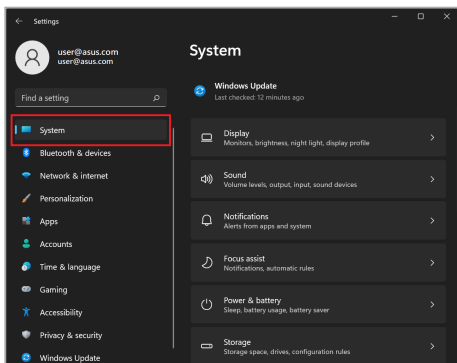 Settings
user@asus.com
user@asus.com
Find a setting
System
Bluetooth & devices
Network & internet
Personalization
Apps
Accounts
Time & language
Gaming
Accessibility
Privacy & security
Windows Update
System
Windows Update
Last checked: 12 minutes ago
Display
Monitors, brightness, night light, display profile
Sound
Volume levels, output, input, sound devices
Notifications
Alerts from apps and system
Focus assist
Notifications, automatic rules
Power & battery
Sleep, battery usage, battery saver
Storage
Storage space, drives, configuration rules